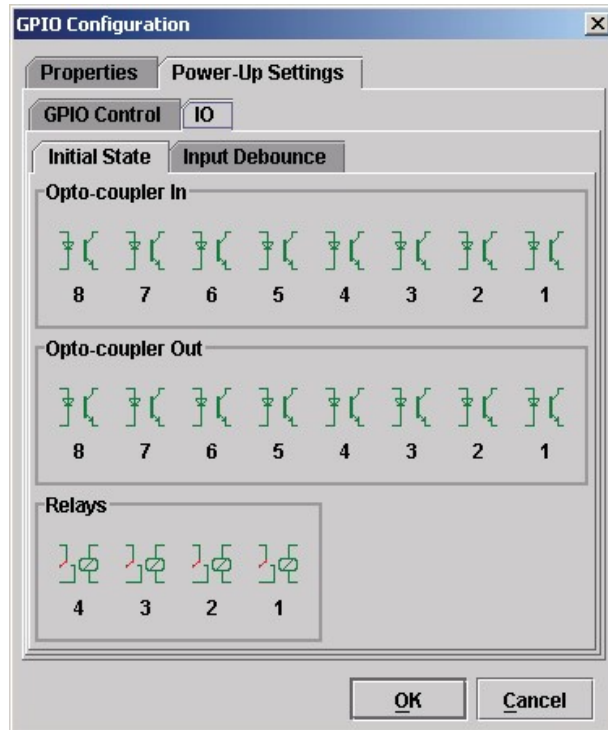 GPIO Configuration
Properties Power-Up Settings
GPIO Control IO
Initial State Input Debounce
Opto-coupler In
8 7 6 5 4 3 2 1
Opto-coupler Out
8 7 6 5 4 3 2 1
Relays
4 3 2 1
OK Cancel